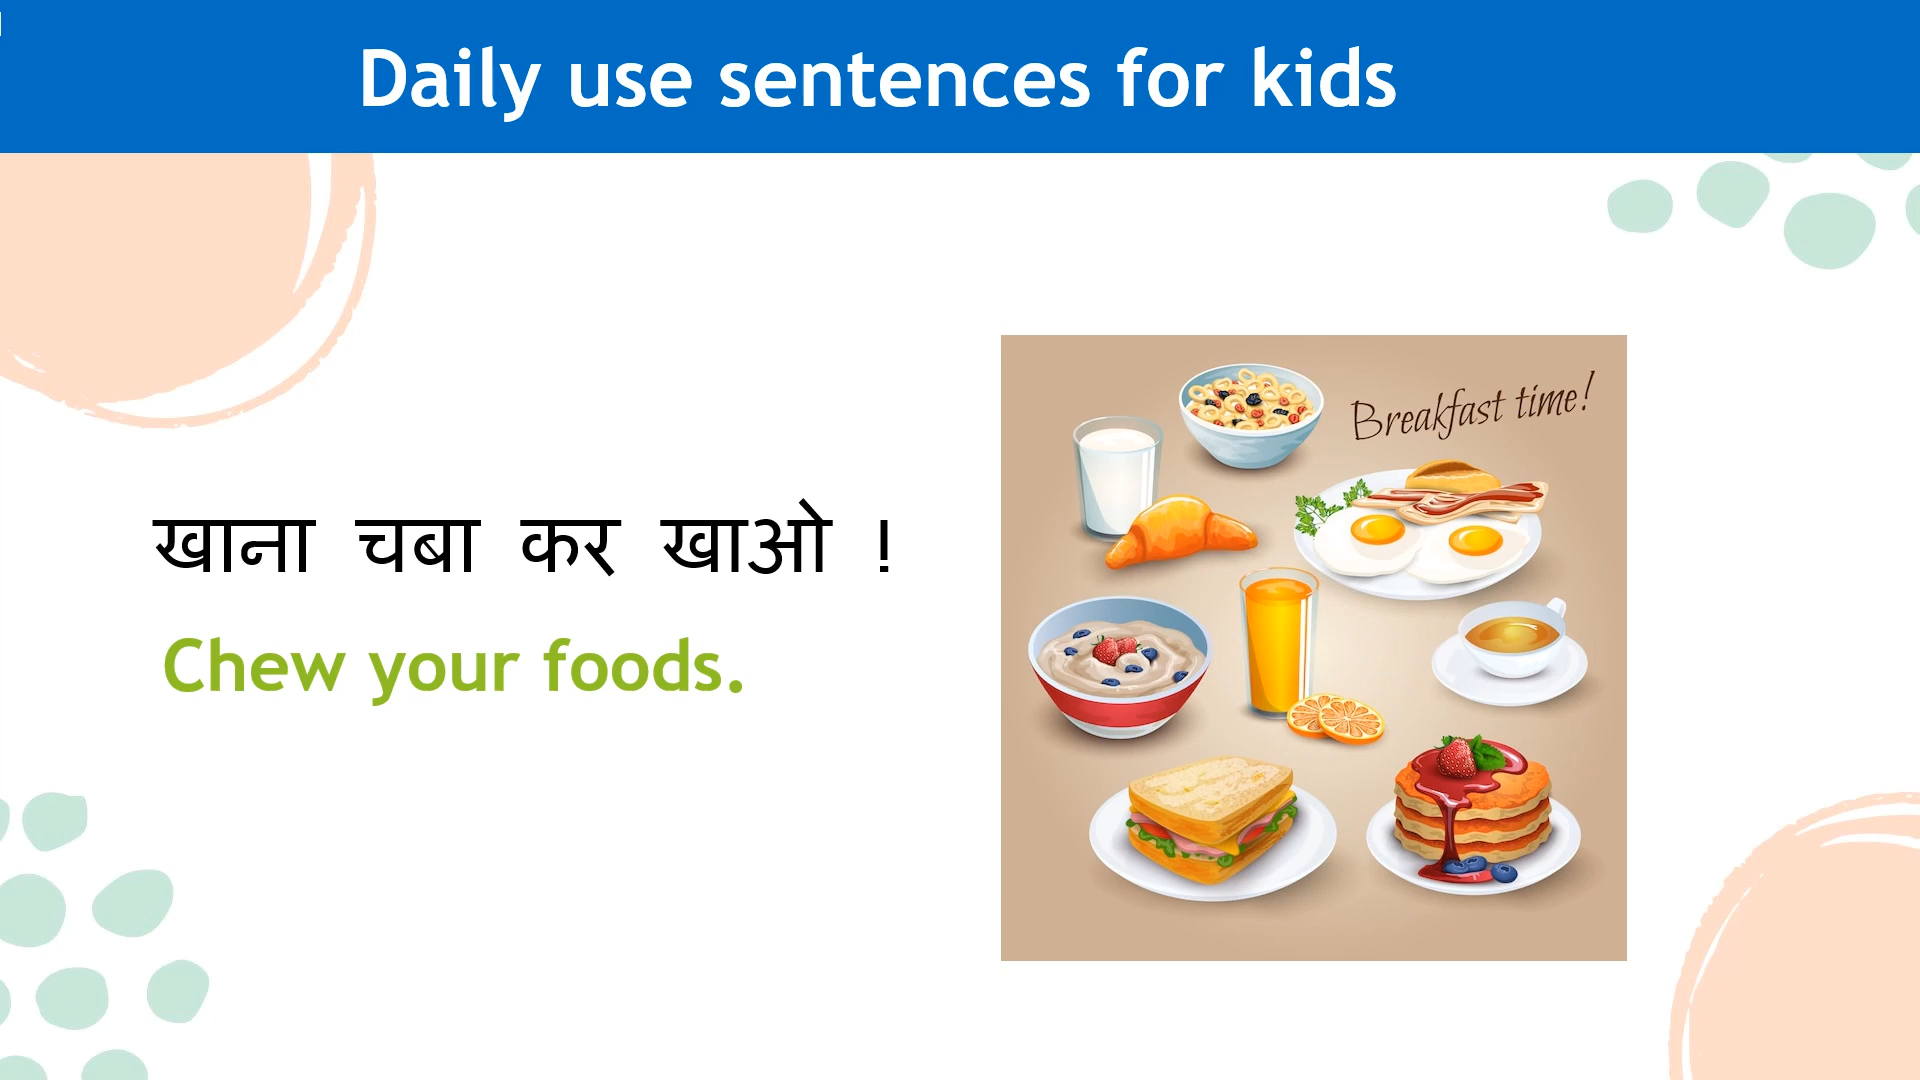 Daily use sentences for kids
Breakfast time!
खाना चबा कर खाओ !
Chew your foods.